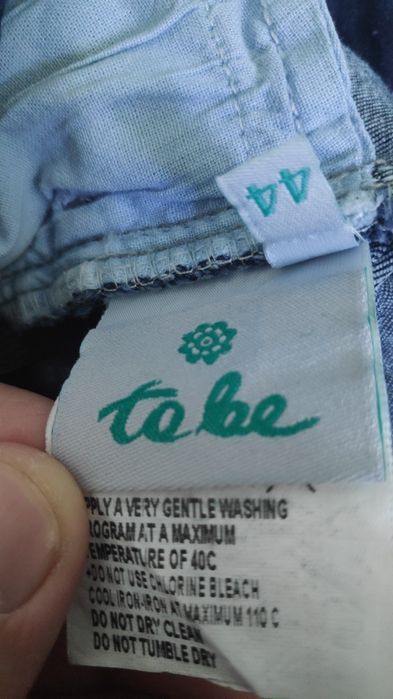 44
to be
PPLY A VERY GENTLE WASHING
ROGRAM AT A MAXIMUM
EMPERATURE OF 40C
+DO NOT USE CHLORINE BLEACH
COOL IRON-IRON AT MAXIMUM 110 C
DO NOT DRY CLEAN
DO NOT TUMBLE DRY